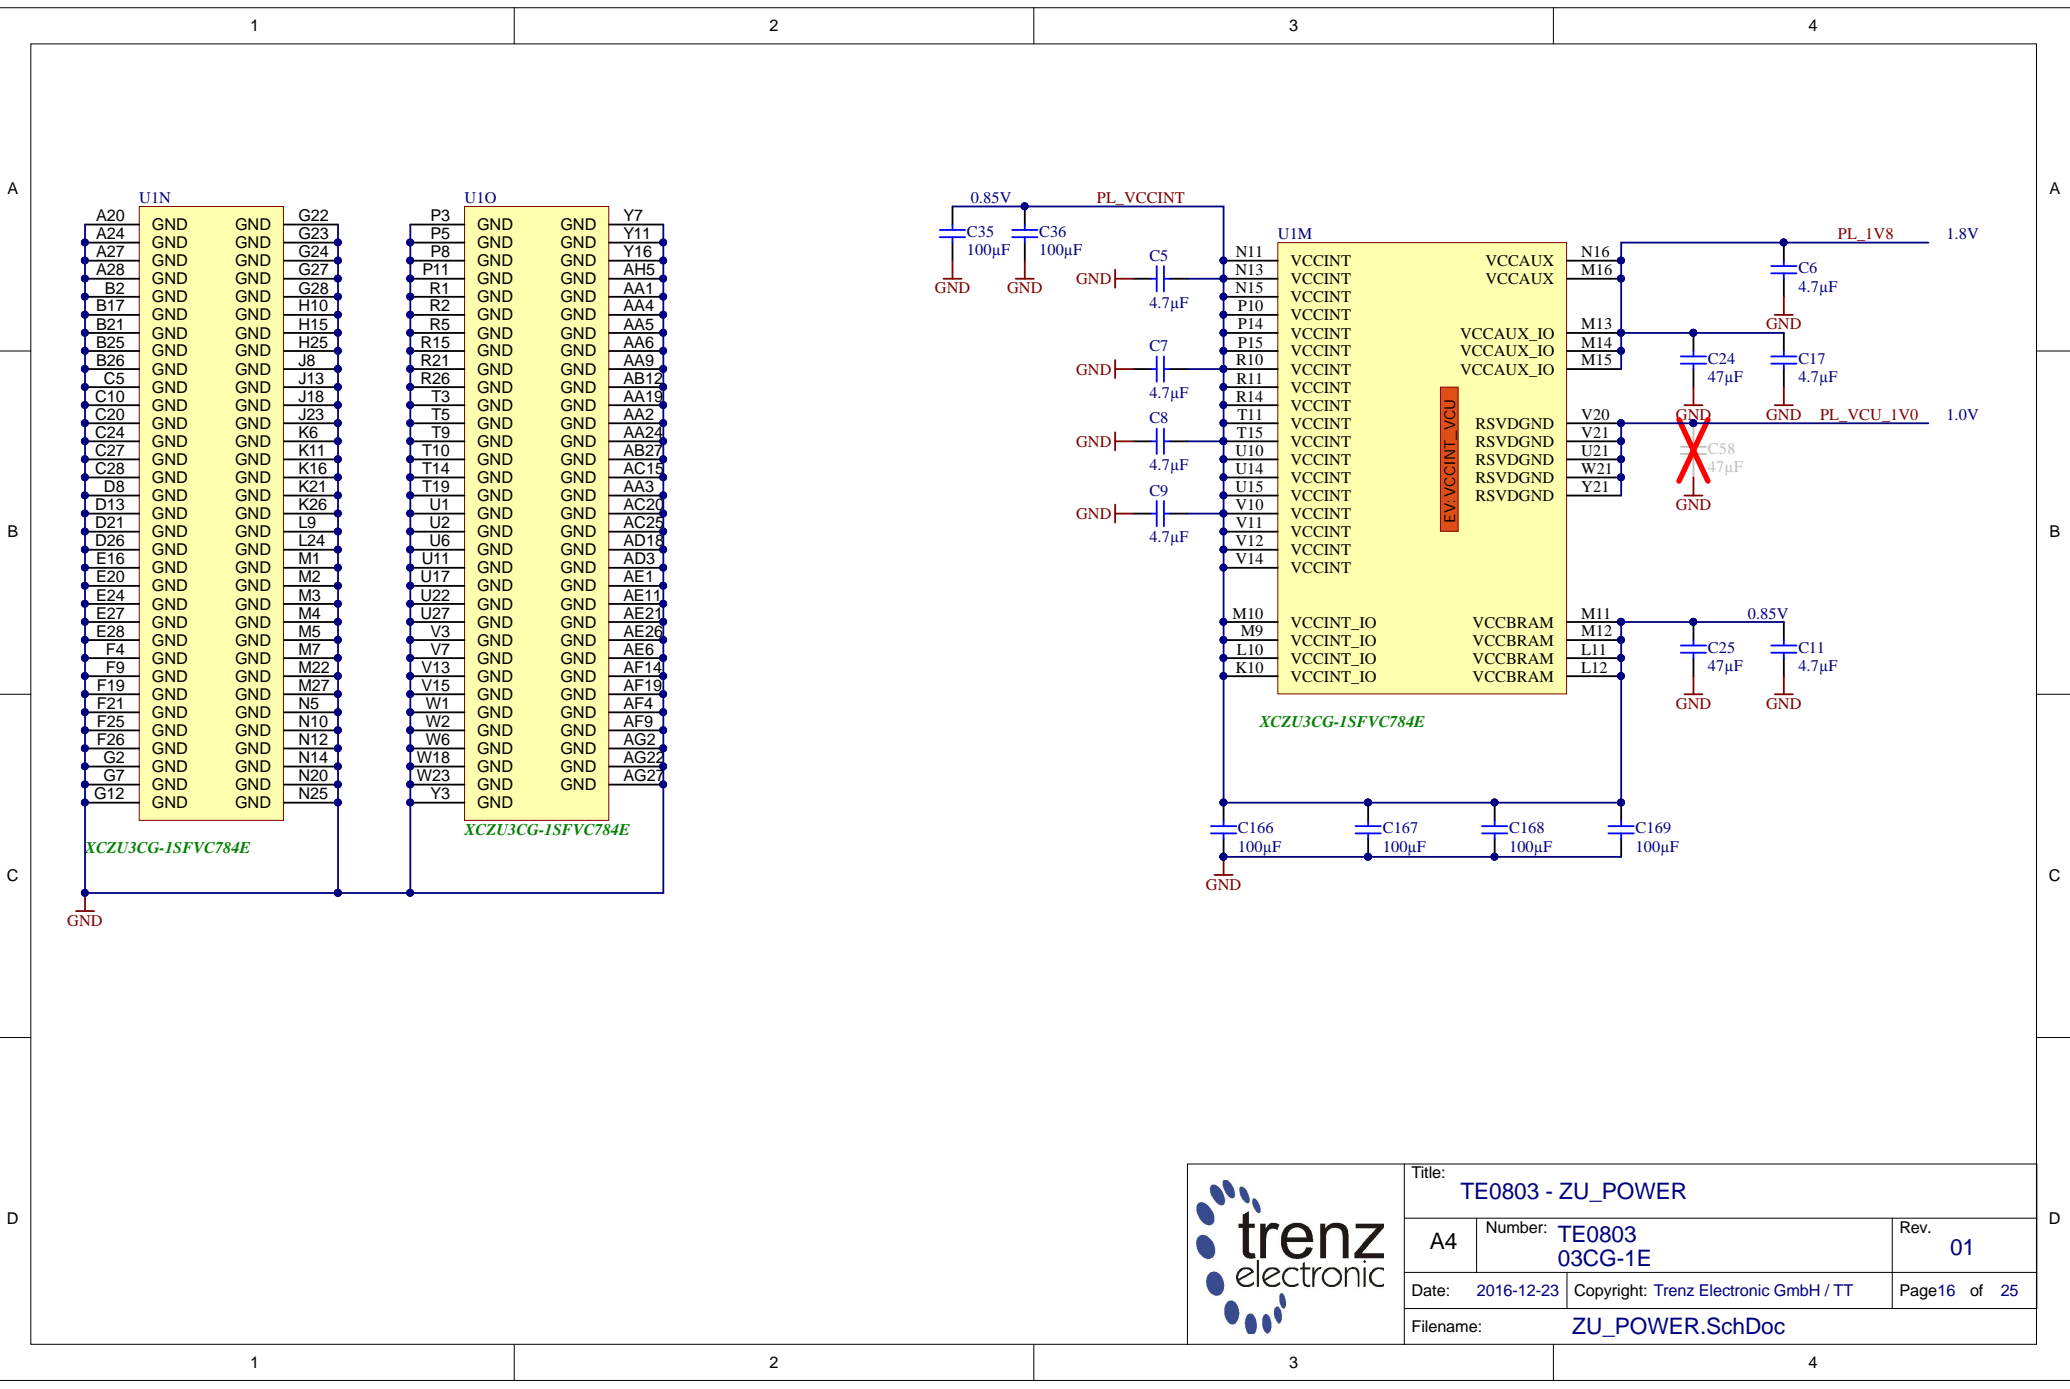 1 2 3 4
A A
B B
C C
D D
U1N
A20 GND GND G22
A24 GND GND G23
A27 GND GND G24
A28 GND GND G27
B2 GND GND G28
B17 GND GND H10
B21 GND GND H15
B25 GND GND H25
B26 GND GND J8
C5 GND GND J13
C10 GND GND J18
C20 GND GND J23
C24 GND GND K6
C27 GND GND K11
C28 GND GND K16
D8 GND GND K21
D13 GND GND K26
D21 GND GND L9
D26 GND GND L24
E16 GND GND M1
E20 GND GND M2
E24 GND GND M3
E27 GND GND M4
E28 GND GND M5
F4 GND GND M7
F9 GND GND M22
F19 GND GND M27
F21 GND GND N5
F25 GND GND N10
F26 GND GND N12
G2 GND GND N14
G7 GND GND N20
G12 GND GND N25
XCZU3CG-1SFVC784E
GND
U1O
P3 GND GND Y7
P5 GND GND Y11
P8 GND GND Y16
P11 GND GND AH5
R1 GND GND AA1
R2 GND GND AA4
R5 GND GND AA5
R15 GND GND AA6
R21 GND GND AA9
R26 GND GND AB12
T3 GND GND AA19
T5 GND GND AA2
T9 GND GND AA24
T10 GND GND AB27
T14 GND GND AC15
T19 GND GND AA3
U1 GND GND AC20
U2 GND GND AC25
U6 GND GND AD18
U11 GND GND AD3
U17 GND GND AE1
U22 GND GND AE11
U27 GND GND AE21
V3 GND GND AE26
V7 GND GND AE6
V13 GND GND AF14
V15 GND GND AF19
W1 GND GND AF4
W2 GND GND AF9
W6 GND GND AG2
W18 GND GND AG22
W23 GND GND AG27
Y3 GND
XCZU3CG-1SFVC784E
0.85V PL_VCCINT
C35 100µF GND
C36 100µF GND
GND C5 4.7µF
GND C7 4.7µF
GND C8 4.7µF
GND C9 4.7µF
U1M
N11 VCCINT
N13 VCCINT
N15 VCCINT
P10 VCCINT
P14 VCCINT
P15 VCCINT
R10 VCCINT
R11 VCCINT
R14 VCCINT
T11 VCCINT
T15 VCCINT
U10 VCCINT
U14 VCCINT
U15 VCCINT
V10 VCCINT
V11 VCCINT
V12 VCCINT
V14 VCCINT
M10 VCCINT_IO
M9 VCCINT_IO
L10 VCCINT_IO
K10 VCCINT_IO
EV: VCCINT_VCU
VCCAUX N16
VCCAUX M16
VCCAUX_IO M13
VCCAUX_IO M14
VCCAUX_IO M15
RSVDGND V20
RSVDGND V21
RSVDGND U21
RSVDGND W21
RSVDGND Y21
VCCBRAM M11
VCCBRAM M12
VCCBRAM L11
VCCBRAM L12
XCZU3CG-1SFVC784E
PL_1V8 1.8V
C6 4.7µF GND
C24 47µF GND
C17 4.7µF GND
PL_VCU_1V0 1.0V
C58 47µF GND
0.85V
C25 47µF GND
C11 4.7µF GND
C166 100µF
C167 100µF
C168 100µF
C169 100µF
GND
trenz
electronic
Title:
TE0803 - ZU_POWER
A4 Number: TE0803
03CG-1E
Rev. 01
Date: 2016-12-23 Copyright: Trenz Electronic GmbH / TT Page16 of 25
Filename: ZU_POWER.SchDoc
1 2 3 4